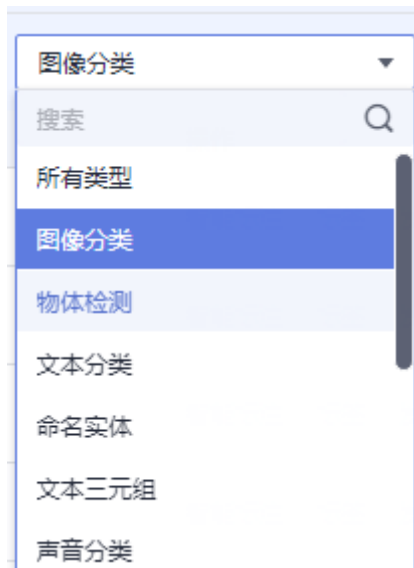 图像分类
搜索
所有类型
图像分类
物体检测
文本分类
命名实体
文本三元组
声音分类